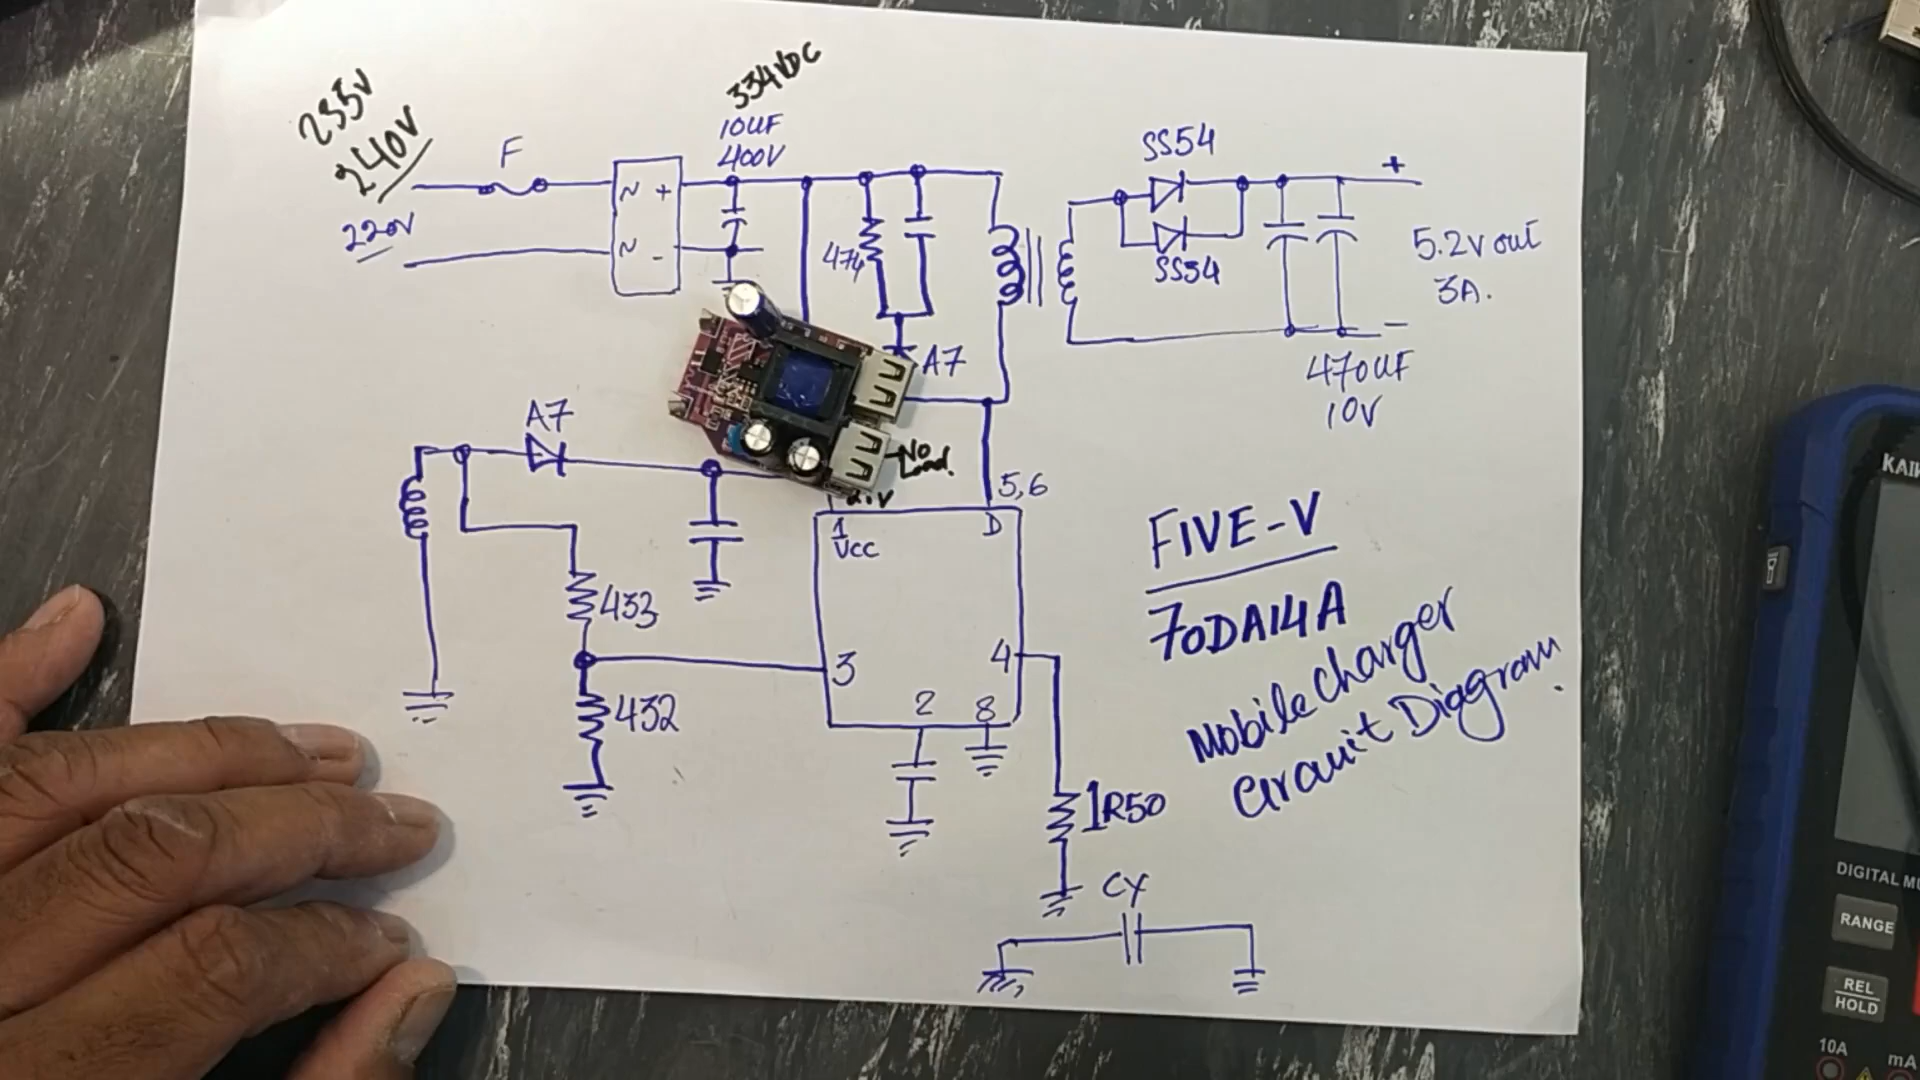 235V
240V
220V
F
~ +
~ -
334VDC
10UF
400V
474
A7
SS54
SS54
+
-
5.2V out
3A.
470UF
10V
A7
No
Load.
5,6
1
Vcc
D
433
3
4
432
2
8
1R50
CY
FIVE-V
70DA14A
Mobile Charger
Circuit Diagram.
KAIW
DIGITAL MU
RANGE
REL
HOLD
10A
mA